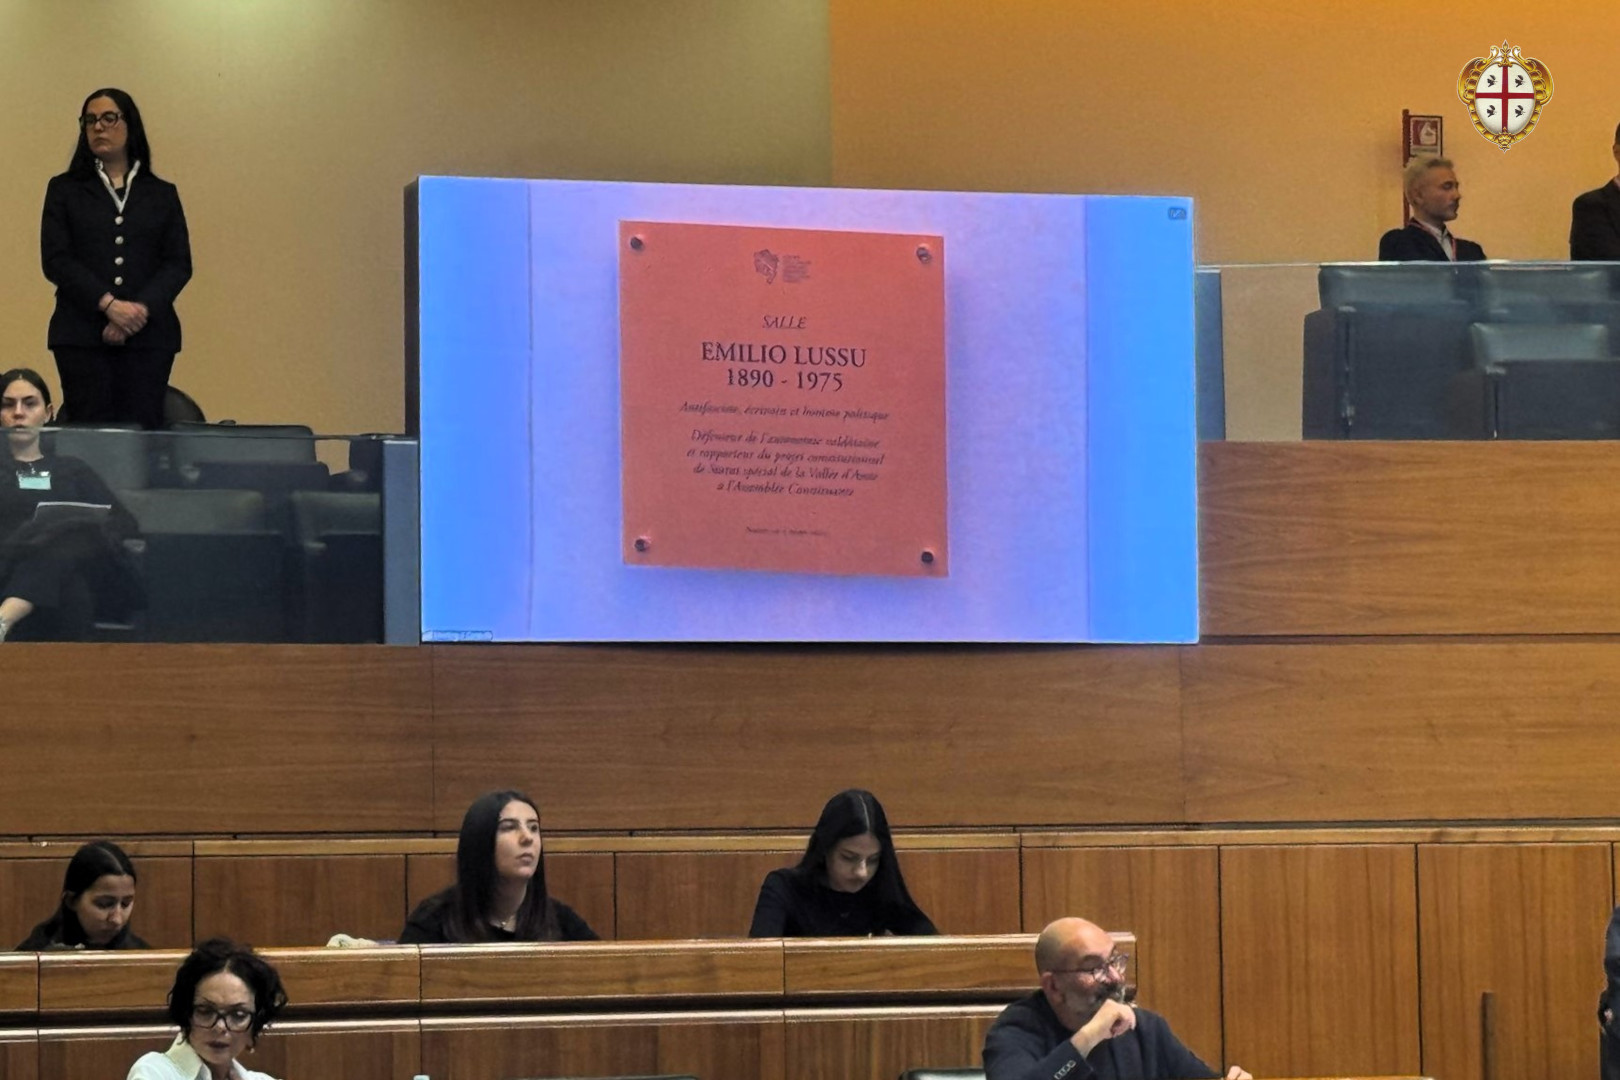 SALLE
EMILIO LUSSU
1890 - 1975
Antifasciste, écrivain et homme politique
Défenseur de l'autonomie valdôtaine
et rapporteur du projet constitutionnel
de Statut spécial de la Vallée d'Aoste
à l'Assemblée Constituante